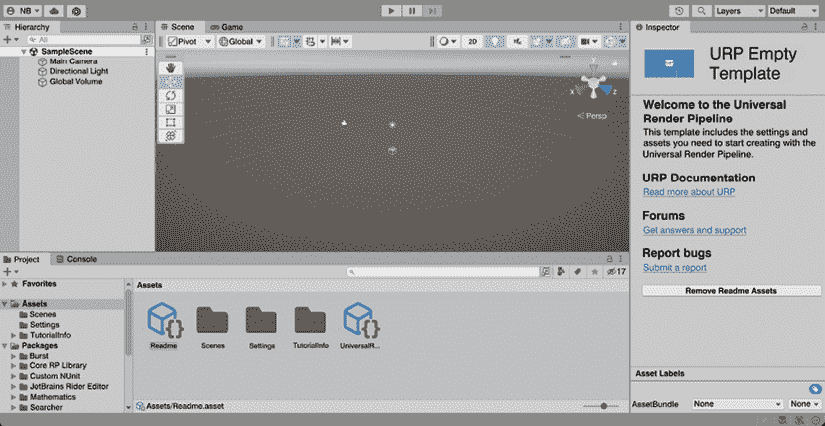 NB
Layers
Default
Hierarchy
All
SampleScene
Main Camera
Directional Light
Global Volume
Scene
Game
Pivot
Global
2D
x
z
Persp
Inspector
URP Empty
Template
Welcome to the Universal
Render Pipeline
This template includes the settings and
assets you need to start creating with the
Universal Render Pipeline.
URP Documentation
Read more about URP
Forums
Get answers and support
Report bugs
Submit a report
Remove Readme Assets
Asset Labels
AssetBundle
None
None
Project
Console
17
Favorites
Assets
Scenes
Settings
TutorialInfo
Packages
Burst
Core RP Library
Custom NUnit
JetBrains Rider Editor
Mathematics
Searcher
Assets
Readme
Scenes
Settings
TutorialInfo
UniversalR...
Assets/Readme.asset